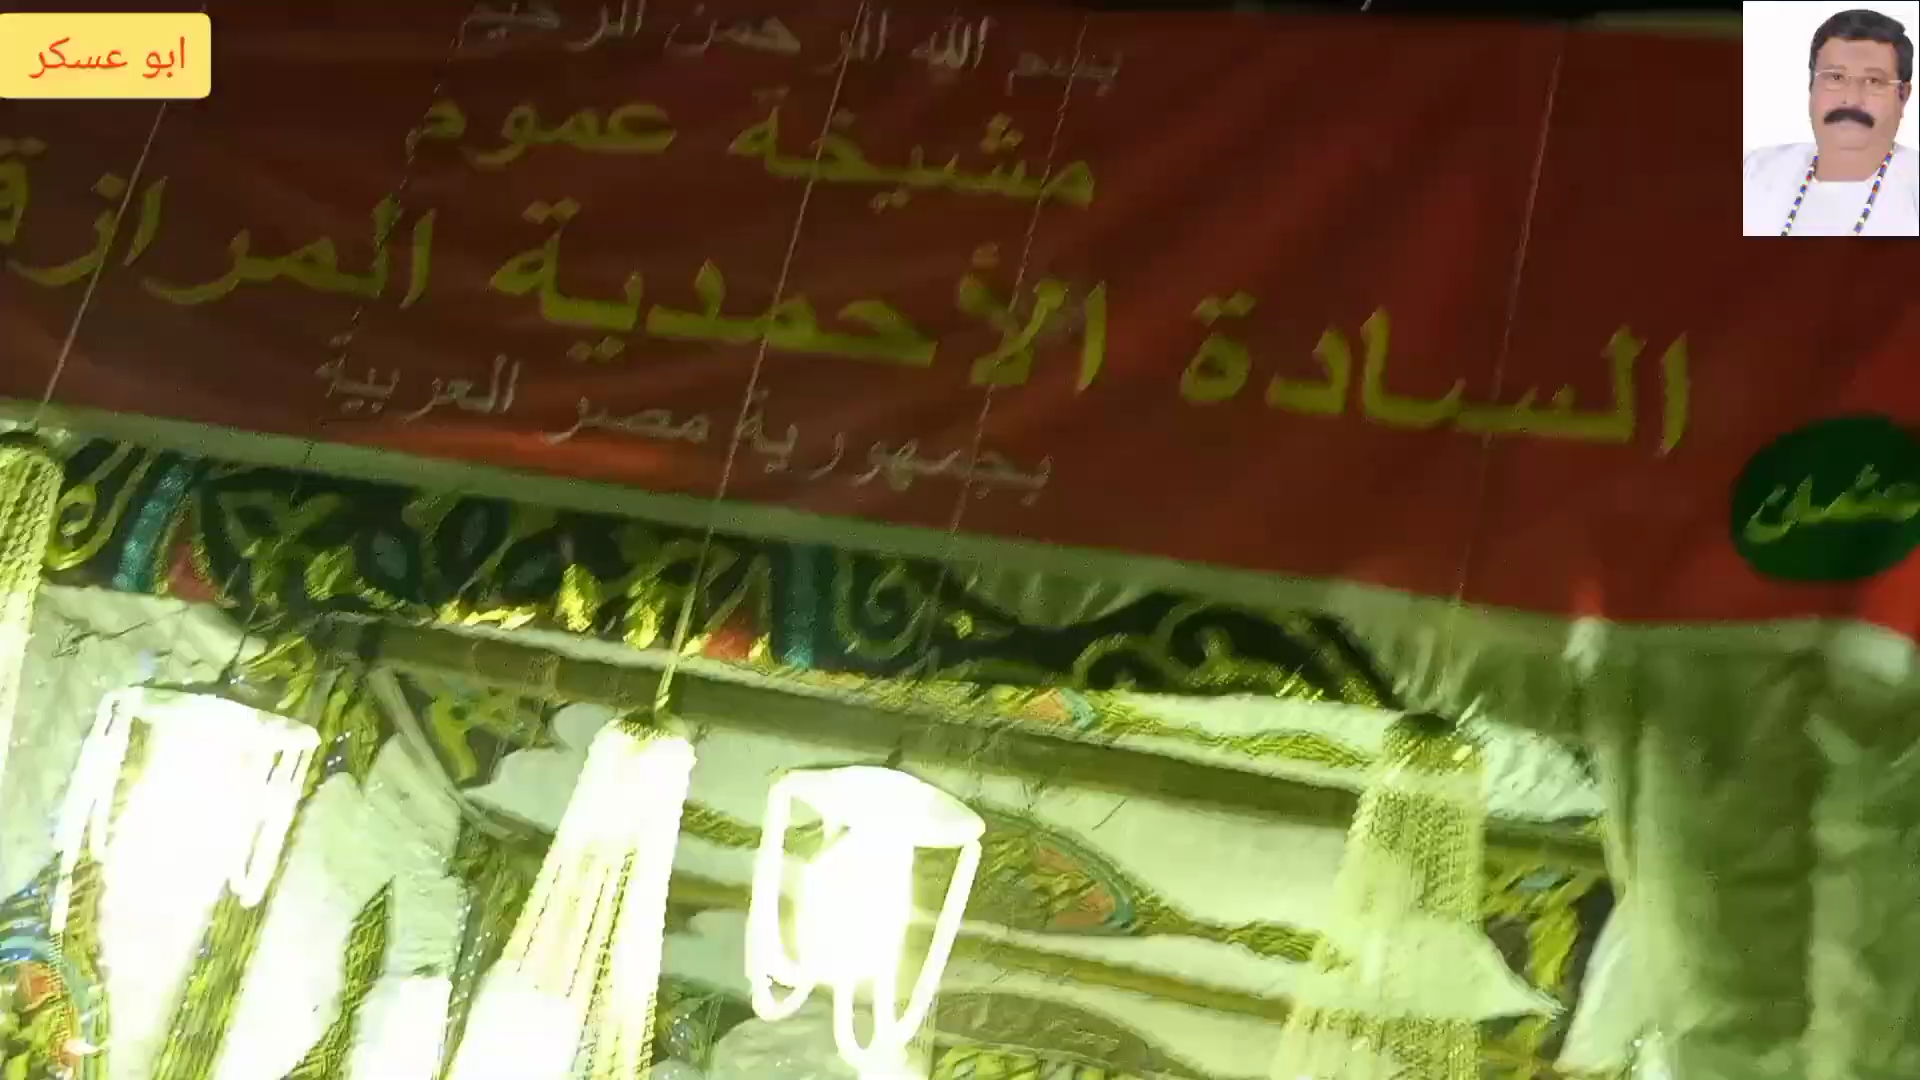 ابو عسكر
بسم الله الرحمن الرحيم
مشيخة عموم
السادة الأحمدية المرازقة
بجمهورية مصر العربية